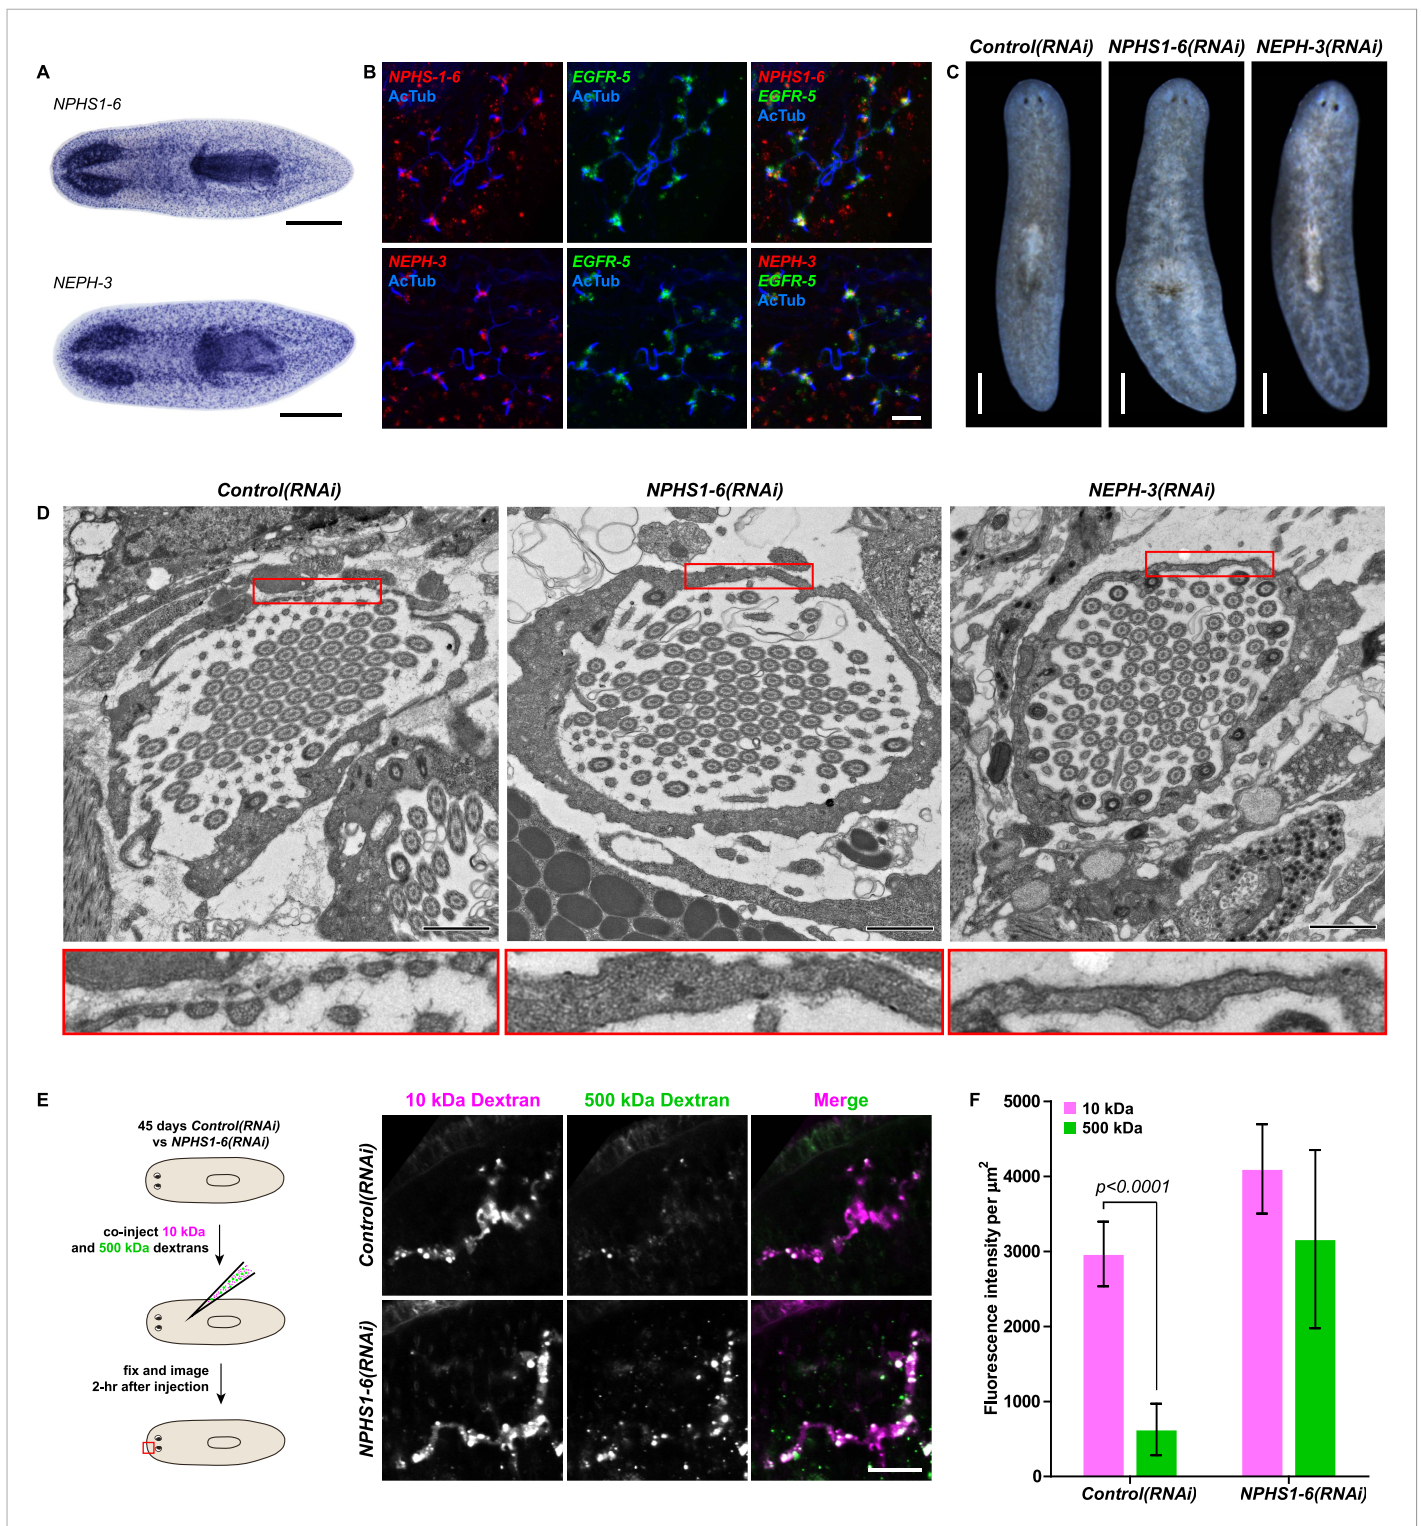 A
NPHS1-6
NEPH-3
B
NPHS-1-6
AcTub
EGFR-5
AcTub
NPHS1-6
EGFR-5
AcTub
NEPH-3
AcTub
EGFR-5
AcTub
NEPH-3
EGFR-5
AcTub
C
Control(RNAi) NPHS1-6(RNAi) NEPH-3(RNAi)
D
Control(RNAi) NPHS1-6(RNAi) NEPH-3(RNAi)
E
45 days Control(RNAi)
vs NPHS1-6(RNAi)
co-inject 10 kDa
and 500 kDa dextrans
fix and image
2-hr after injection
10 kDa Dextran 500 kDa Dextran Merge
Control(RNAi)
NPHS1-6(RNAi)
F
10 kDa
500 kDa
Fluorescence intensity per µm2
5000
4000
3000
2000
1000
0
p<0.0001
Control(RNAi) NPHS1-6(RNAi)